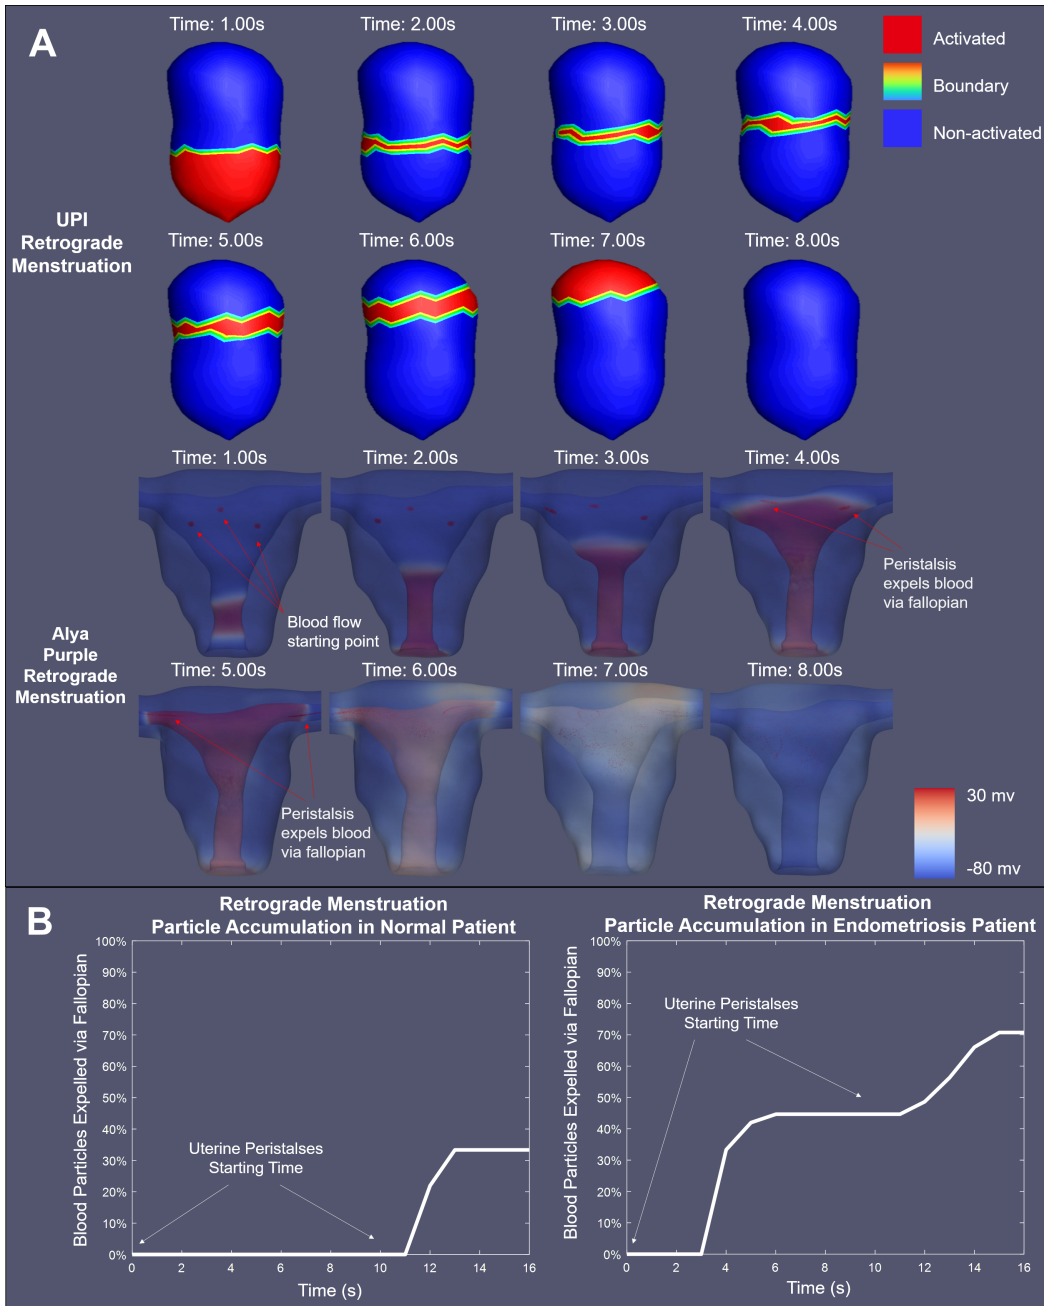 A
Time: 1.00s
Time: 2.00s
Time: 3.00s
Time: 4.00s
Activated
Boundary
Non-activated
UPI
Retrograde
Menstruation
Time: 5.00s
Time: 6.00s
Time: 7.00s
Time: 8.00s
Time: 1.00s
Time: 2.00s
Time: 3.00s
Time: 4.00s
Blood flow
starting point
Peristalsis
expels blood
via fallopian
Alya
Purple
Retrograde
Menstruation
Time: 5.00s
Time: 6.00s
Time: 7.00s
Time: 8.00s
Peristalsis
expels blood
via fallopian
30 mv
-80 mv
B
Retrograde Menstruation
Particle Accumulation in Normal Patient
Blood Particles Expelled via Fallopian
100%
90%
80%
70%
60%
50%
40%
30%
20%
10%
0%
Uterine Peristalses
Starting Time
0 2 4 6 8 10 12 14 16
Time (s)
Retrograde Menstruation
Particle Accumulation in Endometriosis Patient
Blood Particles Expelled via Fallopian
100%
90%
80%
70%
60%
50%
40%
30%
20%
10%
0%
Uterine Peristalses
Starting Time
0 2 4 6 8 10 12 14 16
Time (s)